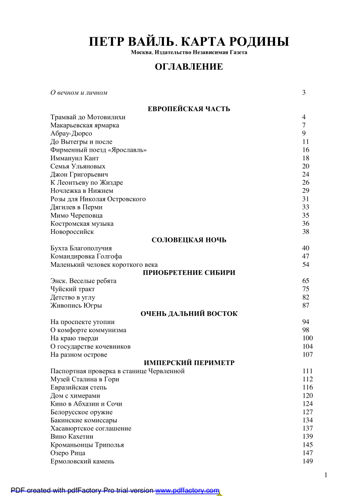 ПЕТР ВАЙЛЬ. КАРТА РОДИНЫ
Москва, Издательство Независимая Газета
ОГЛАВЛЕНИЕ
О вечном и личном 3
ЕВРОПЕЙСКАЯ ЧАСТЬ
Трамвай до Мотовилихи 4
Макарьевская ярмарка 7
Абрау-Дюрсо 9
До Вытегры и после 11
Фирменный поезд «Ярославль» 16
Иммануил Кант 18
Семья Ульяновых 20
Джон Григорьевич 24
К Леонтьеву по Жиздре 26
Ночлежка в Нижнем 29
Розы для Николая Островского 31
Дягилев в Перми 33
Мимо Череповца 35
Костромская музыка 36
Новороссийск 38
СОЛОВЕЦКАЯ НОЧЬ
Бухта Благополучия 40
Командировка Голгофа 47
Маленький человек короткого века 54
ПРИОБРЕТЕНИЕ СИБИРИ
Энск. Веселые ребята 65
Чуйский тракт 75
Детство в углу 82
Живопись Югры 87
ОЧЕНЬ ДАЛЬНИЙ ВОСТОК
На проспекте утопии 94
О комфорте коммунизма 98
На краю тверди 100
О государстве кочевников 104
На разном острове 107
ИМПЕРСКИЙ ПЕРИМЕТР
Паспортная проверка в станице Червленной 111
Музей Сталина в Гори 112
Евразийская степь 116
Дом с химерами 120
Кино в Абхазии и Сочи 124
Белорусское оружие 127
Бакинские комиссары 134
Хасавюртовское соглашение 137
Вино Кахетии 139
Кроманьонцы Триполья 145
Озеро Рица 147
Ермоловский камень 149
1
PDF created with pdfFactory Pro trial version www.pdffactory.com